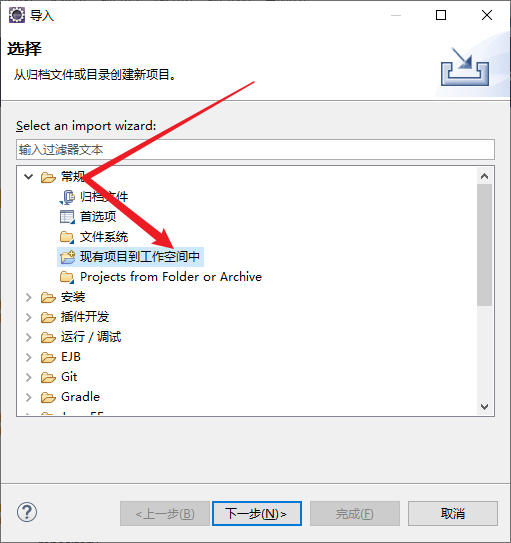 导入
选择
从归档文件或目录创建新项目。
Select an import wizard:
输入过滤器文本
常规
归档文件
首选项
文件系统
现有项目到工作空间中
Projects from Folder or Archive
安装
插件开发
运行 / 调试
EJB
Git
Gradle
<上一步(B) 下一步(N)> 完成(F) 取消